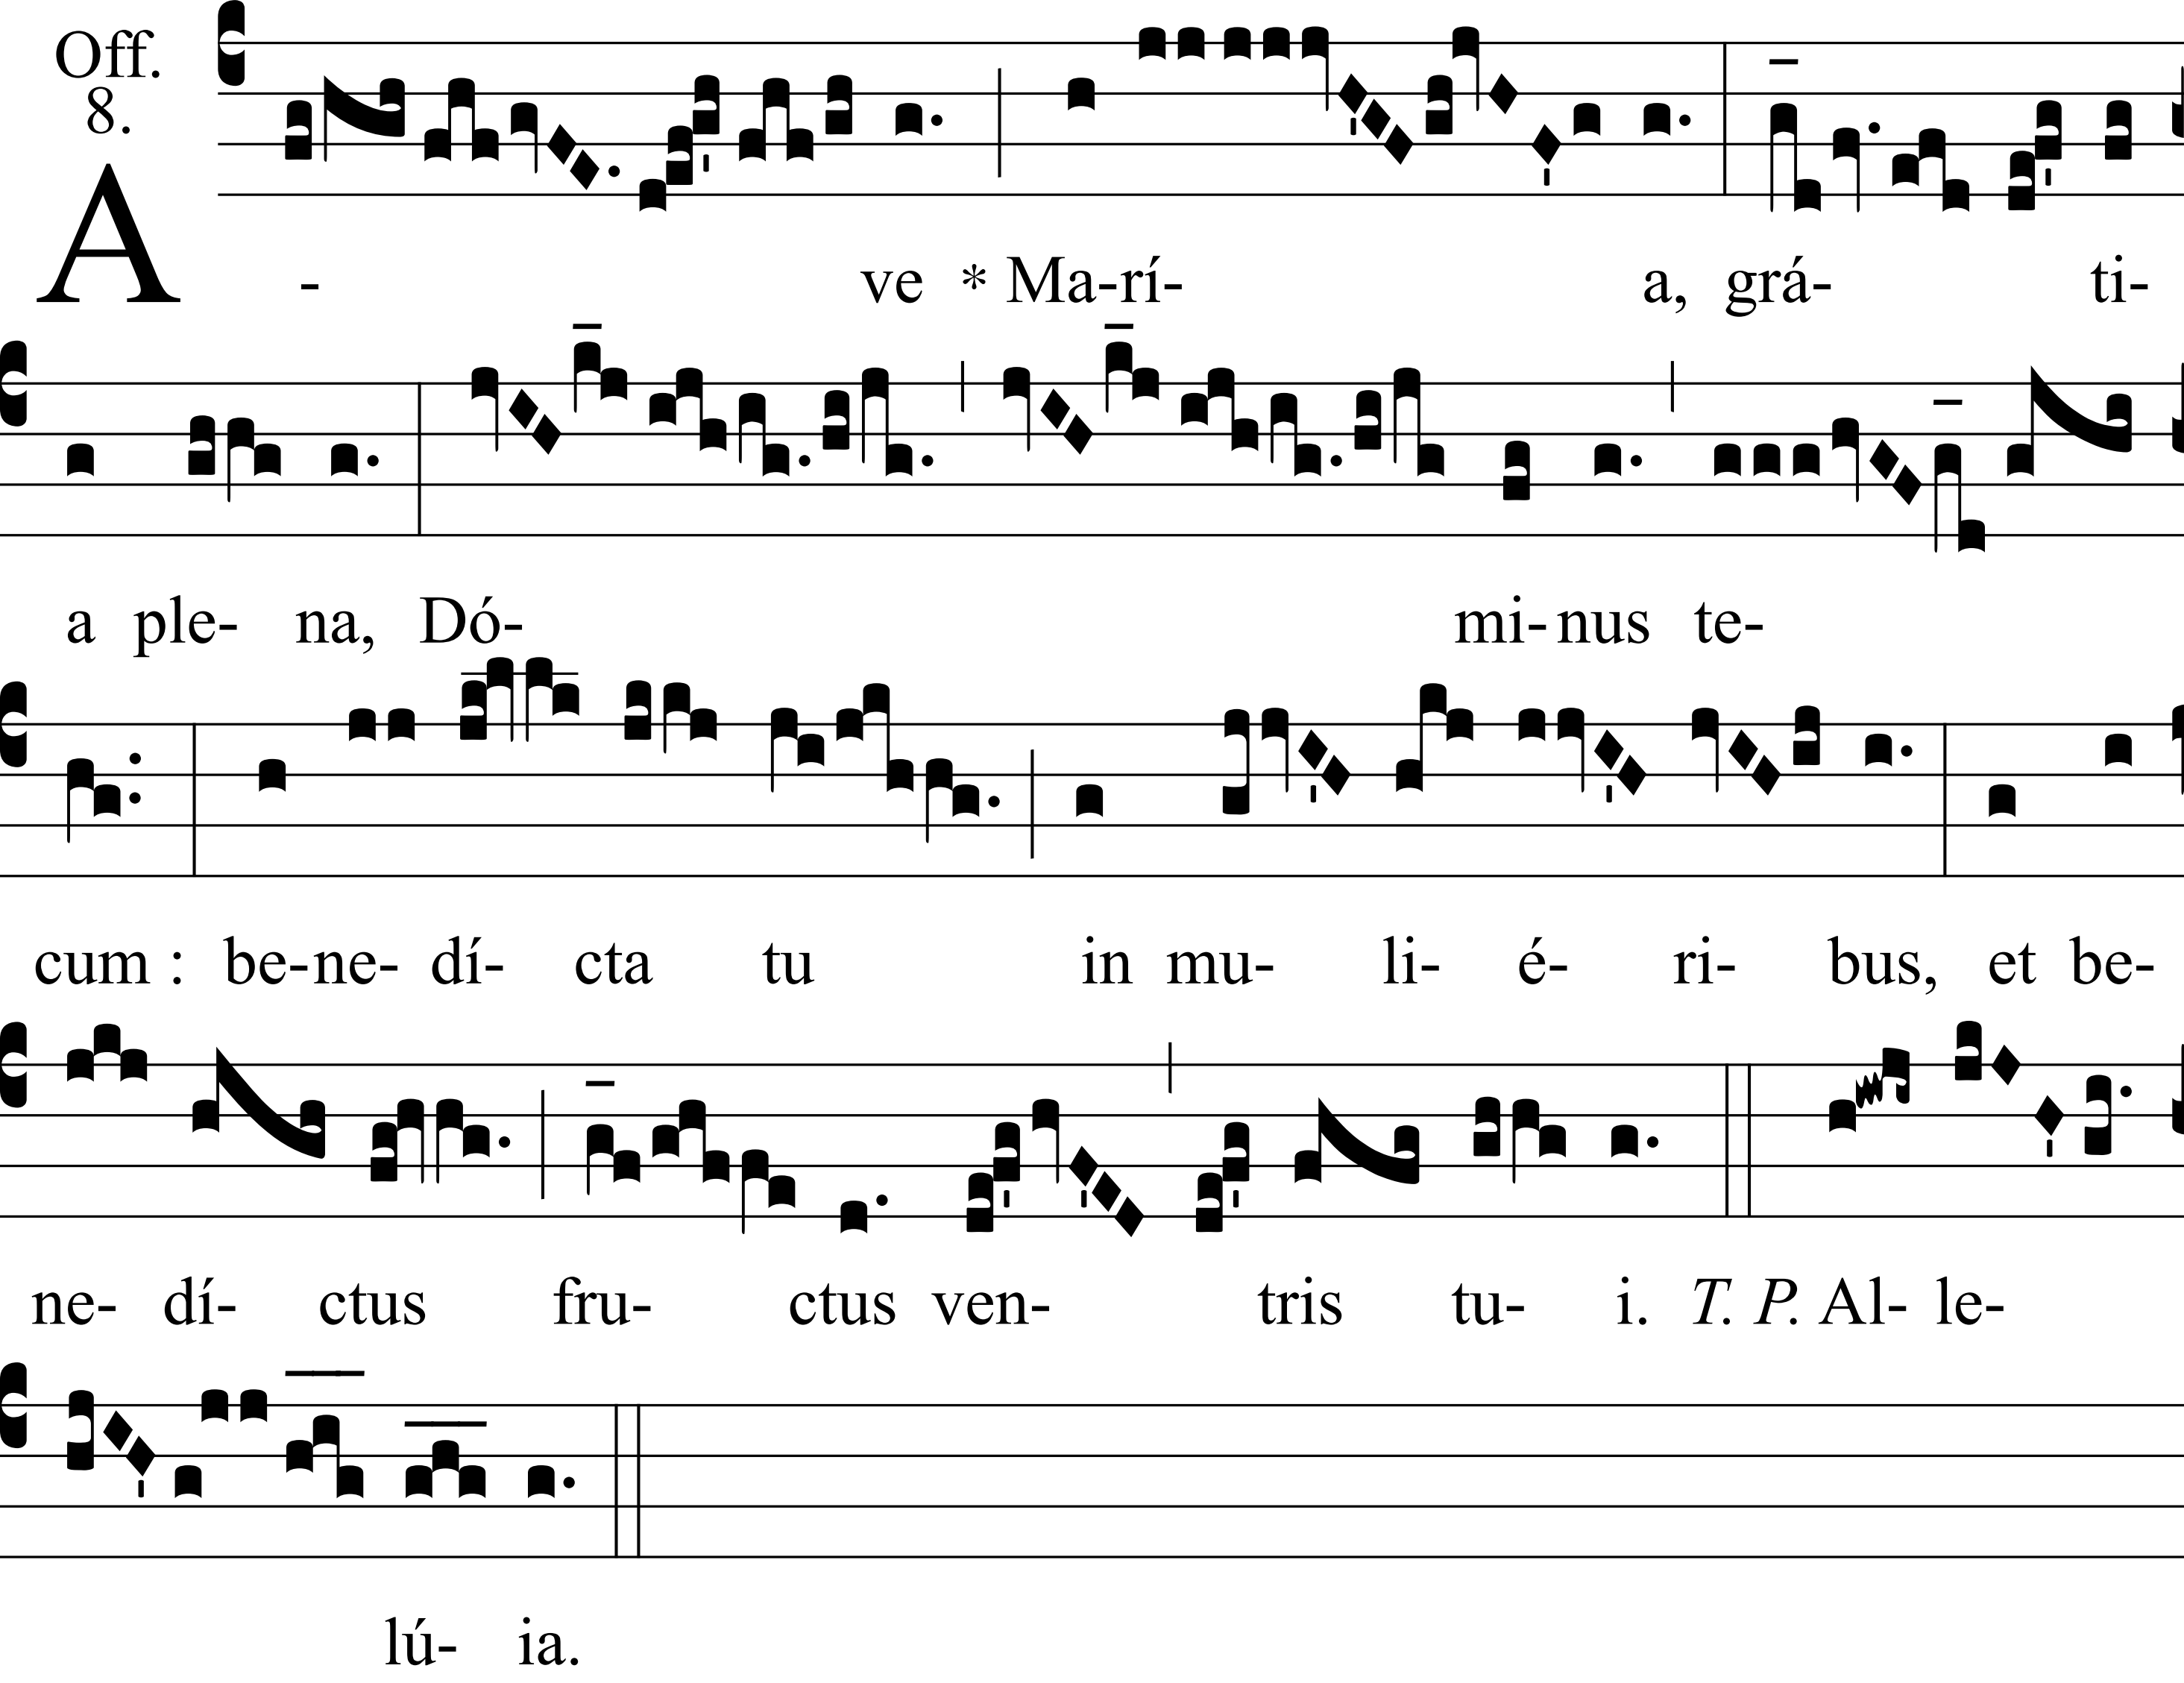 Off.
8.
A - ve * Ma-rí- a, grá- ti-
a ple- na, Dó- mi-nus te-
cum : be-ne- dí- cta tu in mu- li- é- ri- bus, et be-
ne- dí- ctus fru- ctus ven- tris tu- i. T. P. Al- le-
lú- ia.